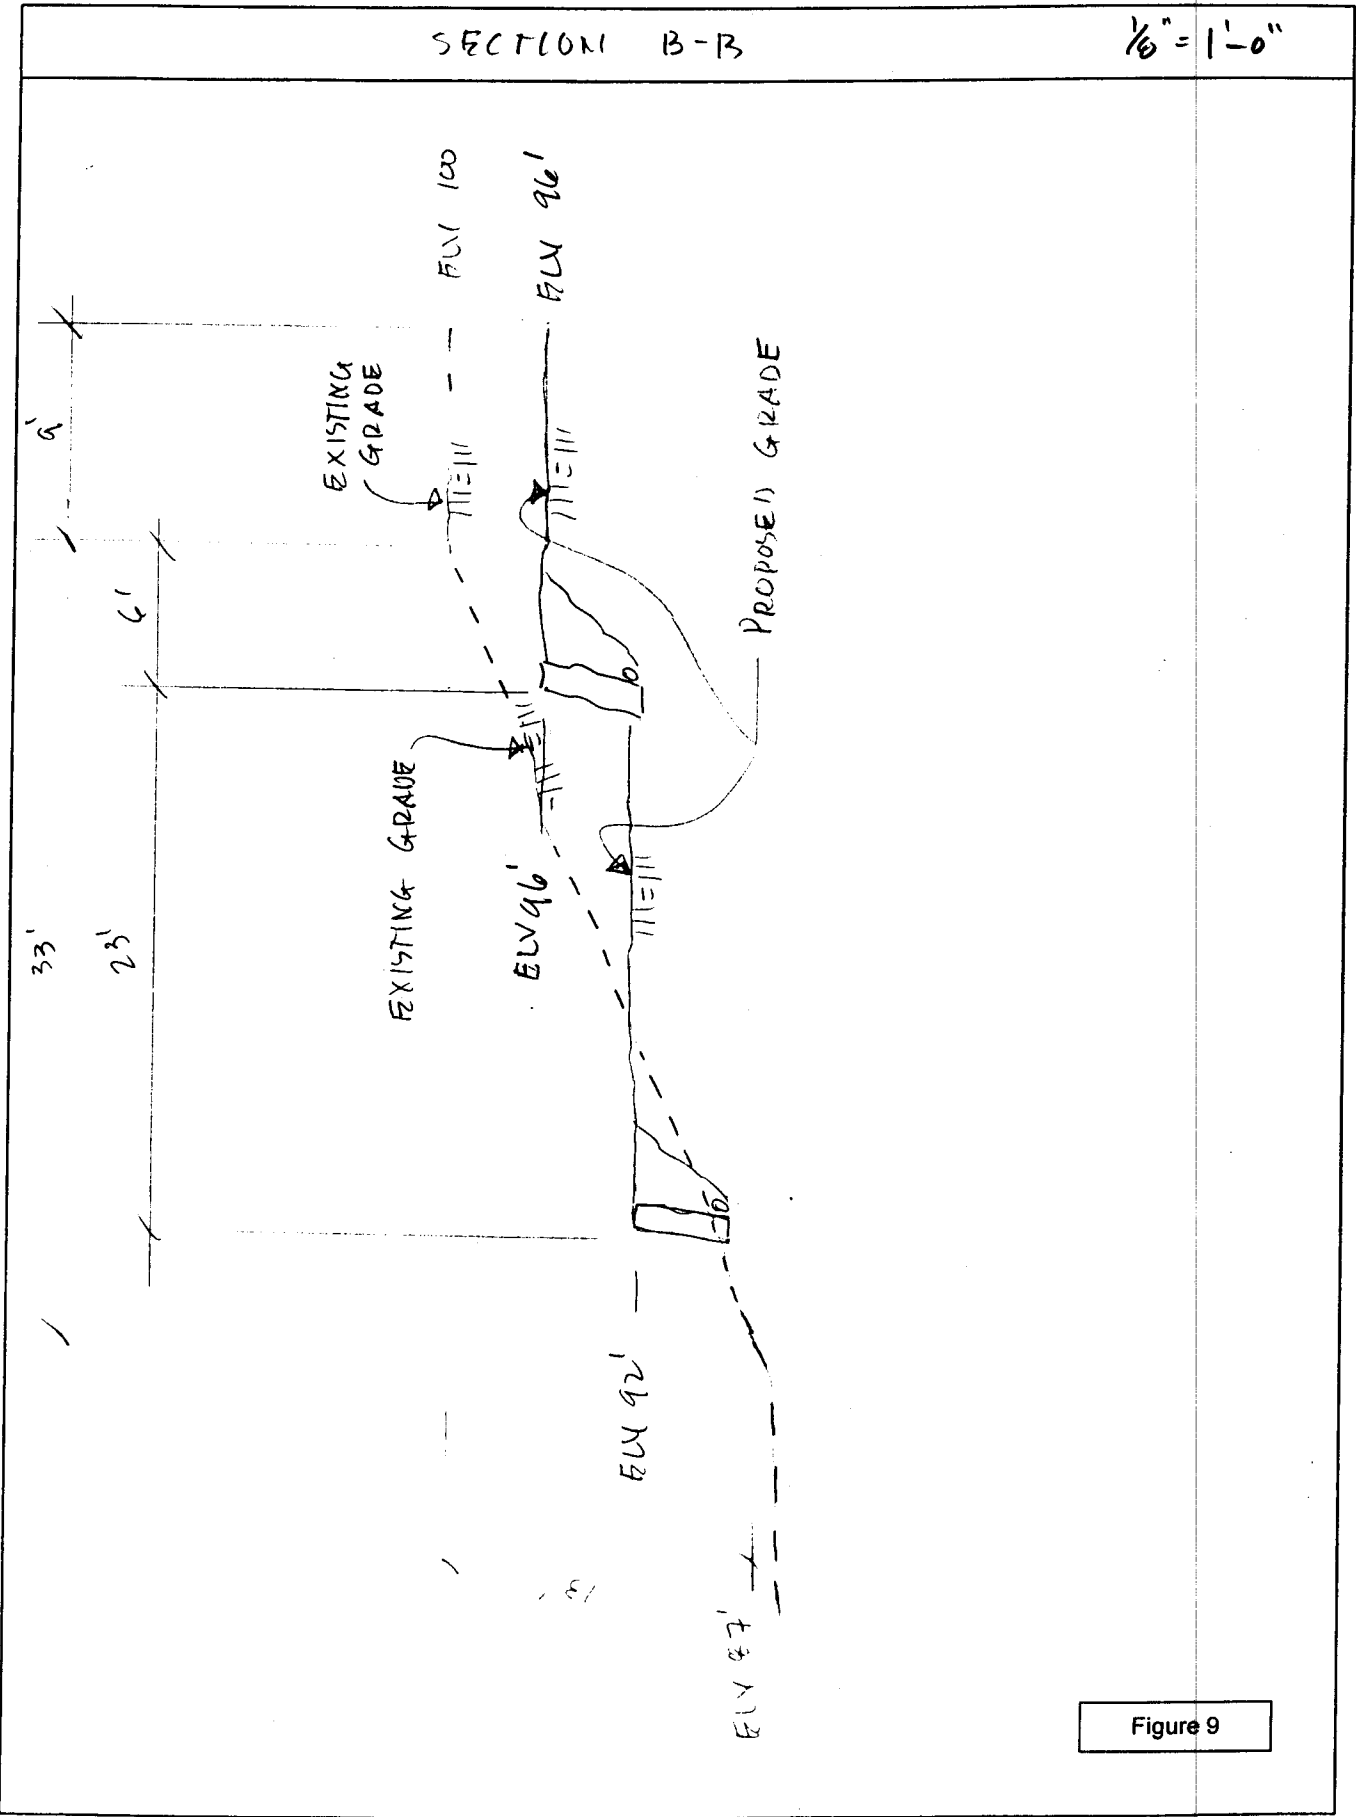 SECTION B-B
1/8" = 1'-0"
ELV 100
ELV 96'
9'
EXISTING
GRADE
6'
PROPOSED GRADE
EXISTING GRADE
ELV 96'
33'
23'
ELV 92'
ELV 87'
Figure 9